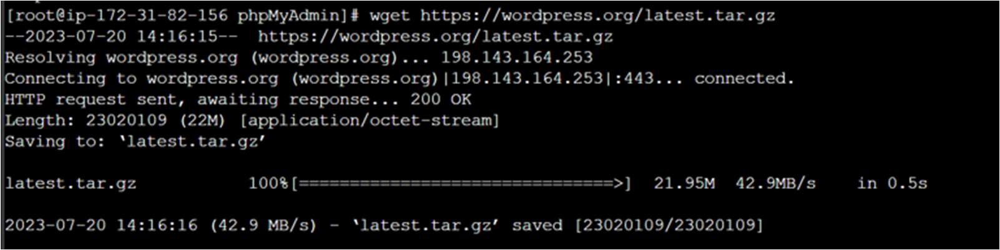 [root@ip-172-31-82-156 phpMyAdmin]# wget https://wordpress.org/latest.tar.gz
--2023-07-20 14:16:15--  https://wordpress.org/latest.tar.gz
Resolving wordpress.org (wordpress.org)... 198.143.164.253
Connecting to wordpress.org (wordpress.org)|198.143.164.253|:443... connected.
HTTP request sent, awaiting response... 200 OK
Length: 23020109 (22M) [application/octet-stream]
Saving to: ‘latest.tar.gz’
latest.tar.gz           100%[===============================>]  21.95M  42.9MB/s    in 0.5s
2023-07-20 14:16:16 (42.9 MB/s) - ‘latest.tar.gz’ saved [23020109/23020109]